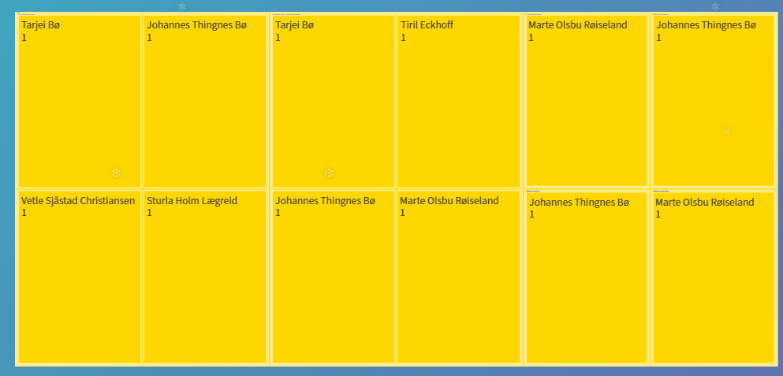 Tarjei Bø
1
Johannes Thingnes Bø
1
Tarjei Bø
1
Tiril Eckhoff
1
Marte Olsbu Røiseland
1
Johannes Thingnes Bø
1
Vetle Sjåstad Christiansen
1
Sturla Holm Lægreid
1
Johannes Thingnes Bø
1
Marte Olsbu Røiseland
1
Johannes Thingnes Bø
1
Marte Olsbu Røiseland
1